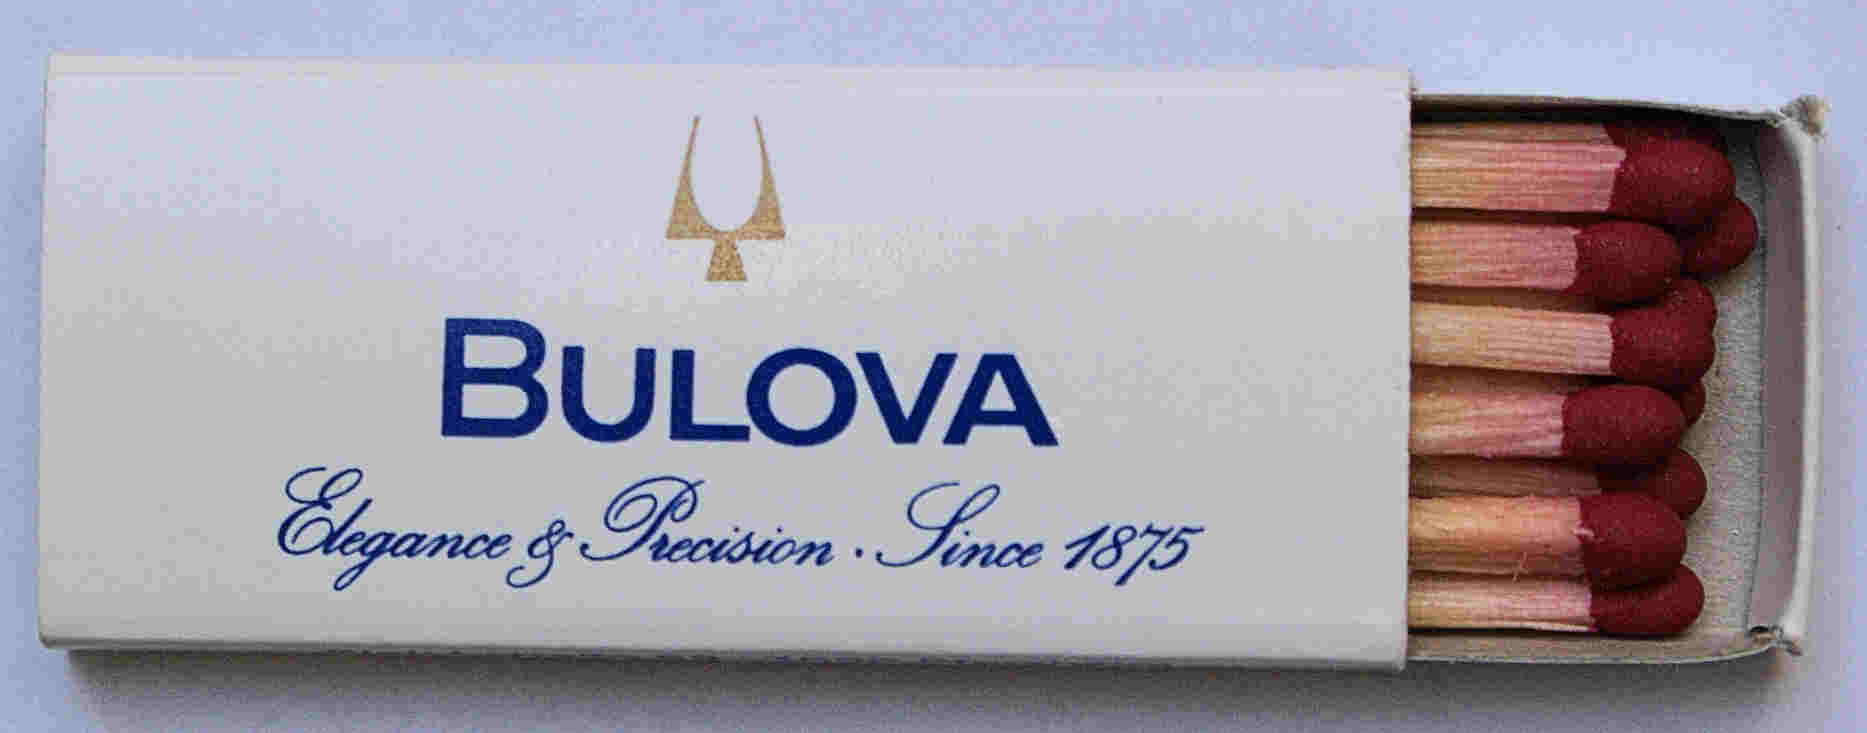 BULOVA
Elegance & Precision · Since 1875